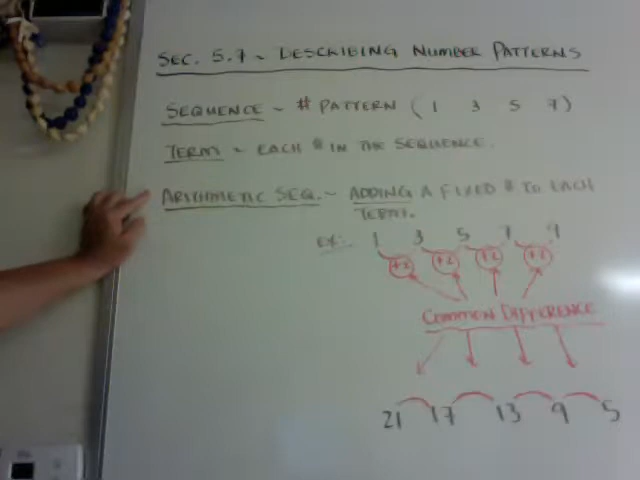 SEC. 5.7 ~ DESCRIBING NUMBER PATTERNS
SEQUENCE ~ # PATTERN ( 1 3 5 7 )
TERM ~ EACH # IN THE SEQUENCE.
ARITHMETIC SEQ. ~ ADDING A FIXED # TO EACH
TERM.
EX: 1 3 5 7 9
+2 +2 +2 +2
COMMON DIFFERENCE
21 17 13 9 5